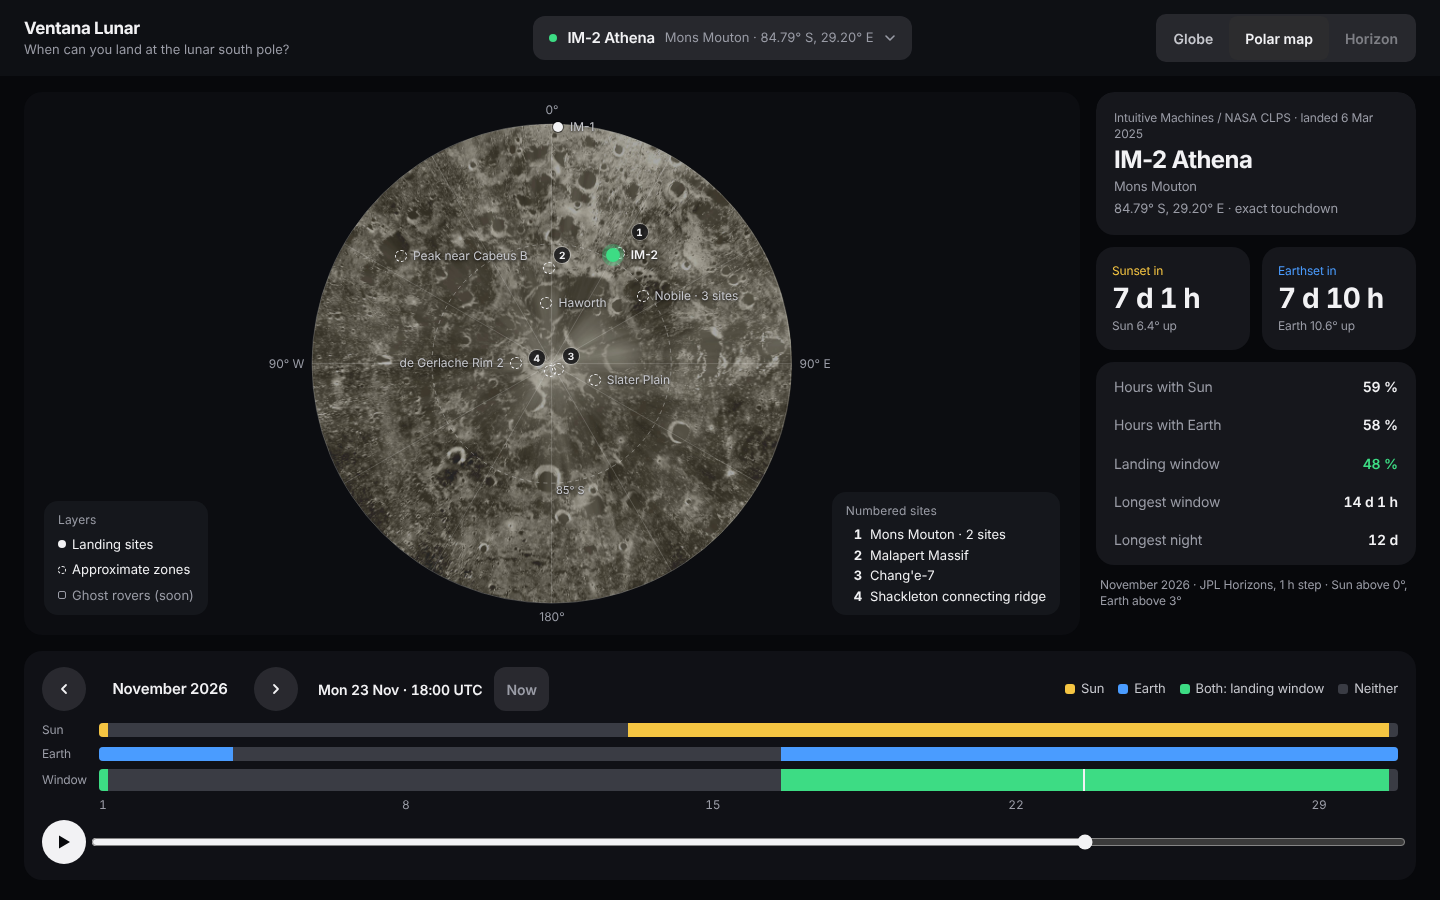 Ventana Lunar
When can you land at the lunar south pole?
IM-2 Athena Mons Mouton · 84.79° S, 29.20° E
Globe Polar map Horizon
0°
IM-1
1
Peak near Cabeus B
2
IM-2
Haworth
Nobile · 3 sites
90° W
de Gerlache Rim 2
4
3
Slater Plain
90° E
85° S
180°
Layers
Landing sites
Approximate zones
Ghost rovers (soon)
Numbered sites
1 Mons Mouton · 2 sites
2 Malapert Massif
3 Chang'e-7
4 Shackleton connecting ridge
Intuitive Machines / NASA CLPS · landed 6 Mar
2025
IM-2 Athena
Mons Mouton
84.79° S, 29.20° E · exact touchdown
Sunset in
7 d 1 h
Sun 6.4° up
Earthset in
7 d 10 h
Earth 10.6° up
Hours with Sun 59 %
Hours with Earth 58 %
Landing window 48 %
Longest window 14 d 1 h
Longest night 12 d
November 2026 · JPL Horizons, 1 h step · Sun above 0°,
Earth above 3°
November 2026 Mon 23 Nov · 18:00 UTC Now
Sun Earth Both: landing window Neither
Sun
Earth
Window
1 8 15 22 29